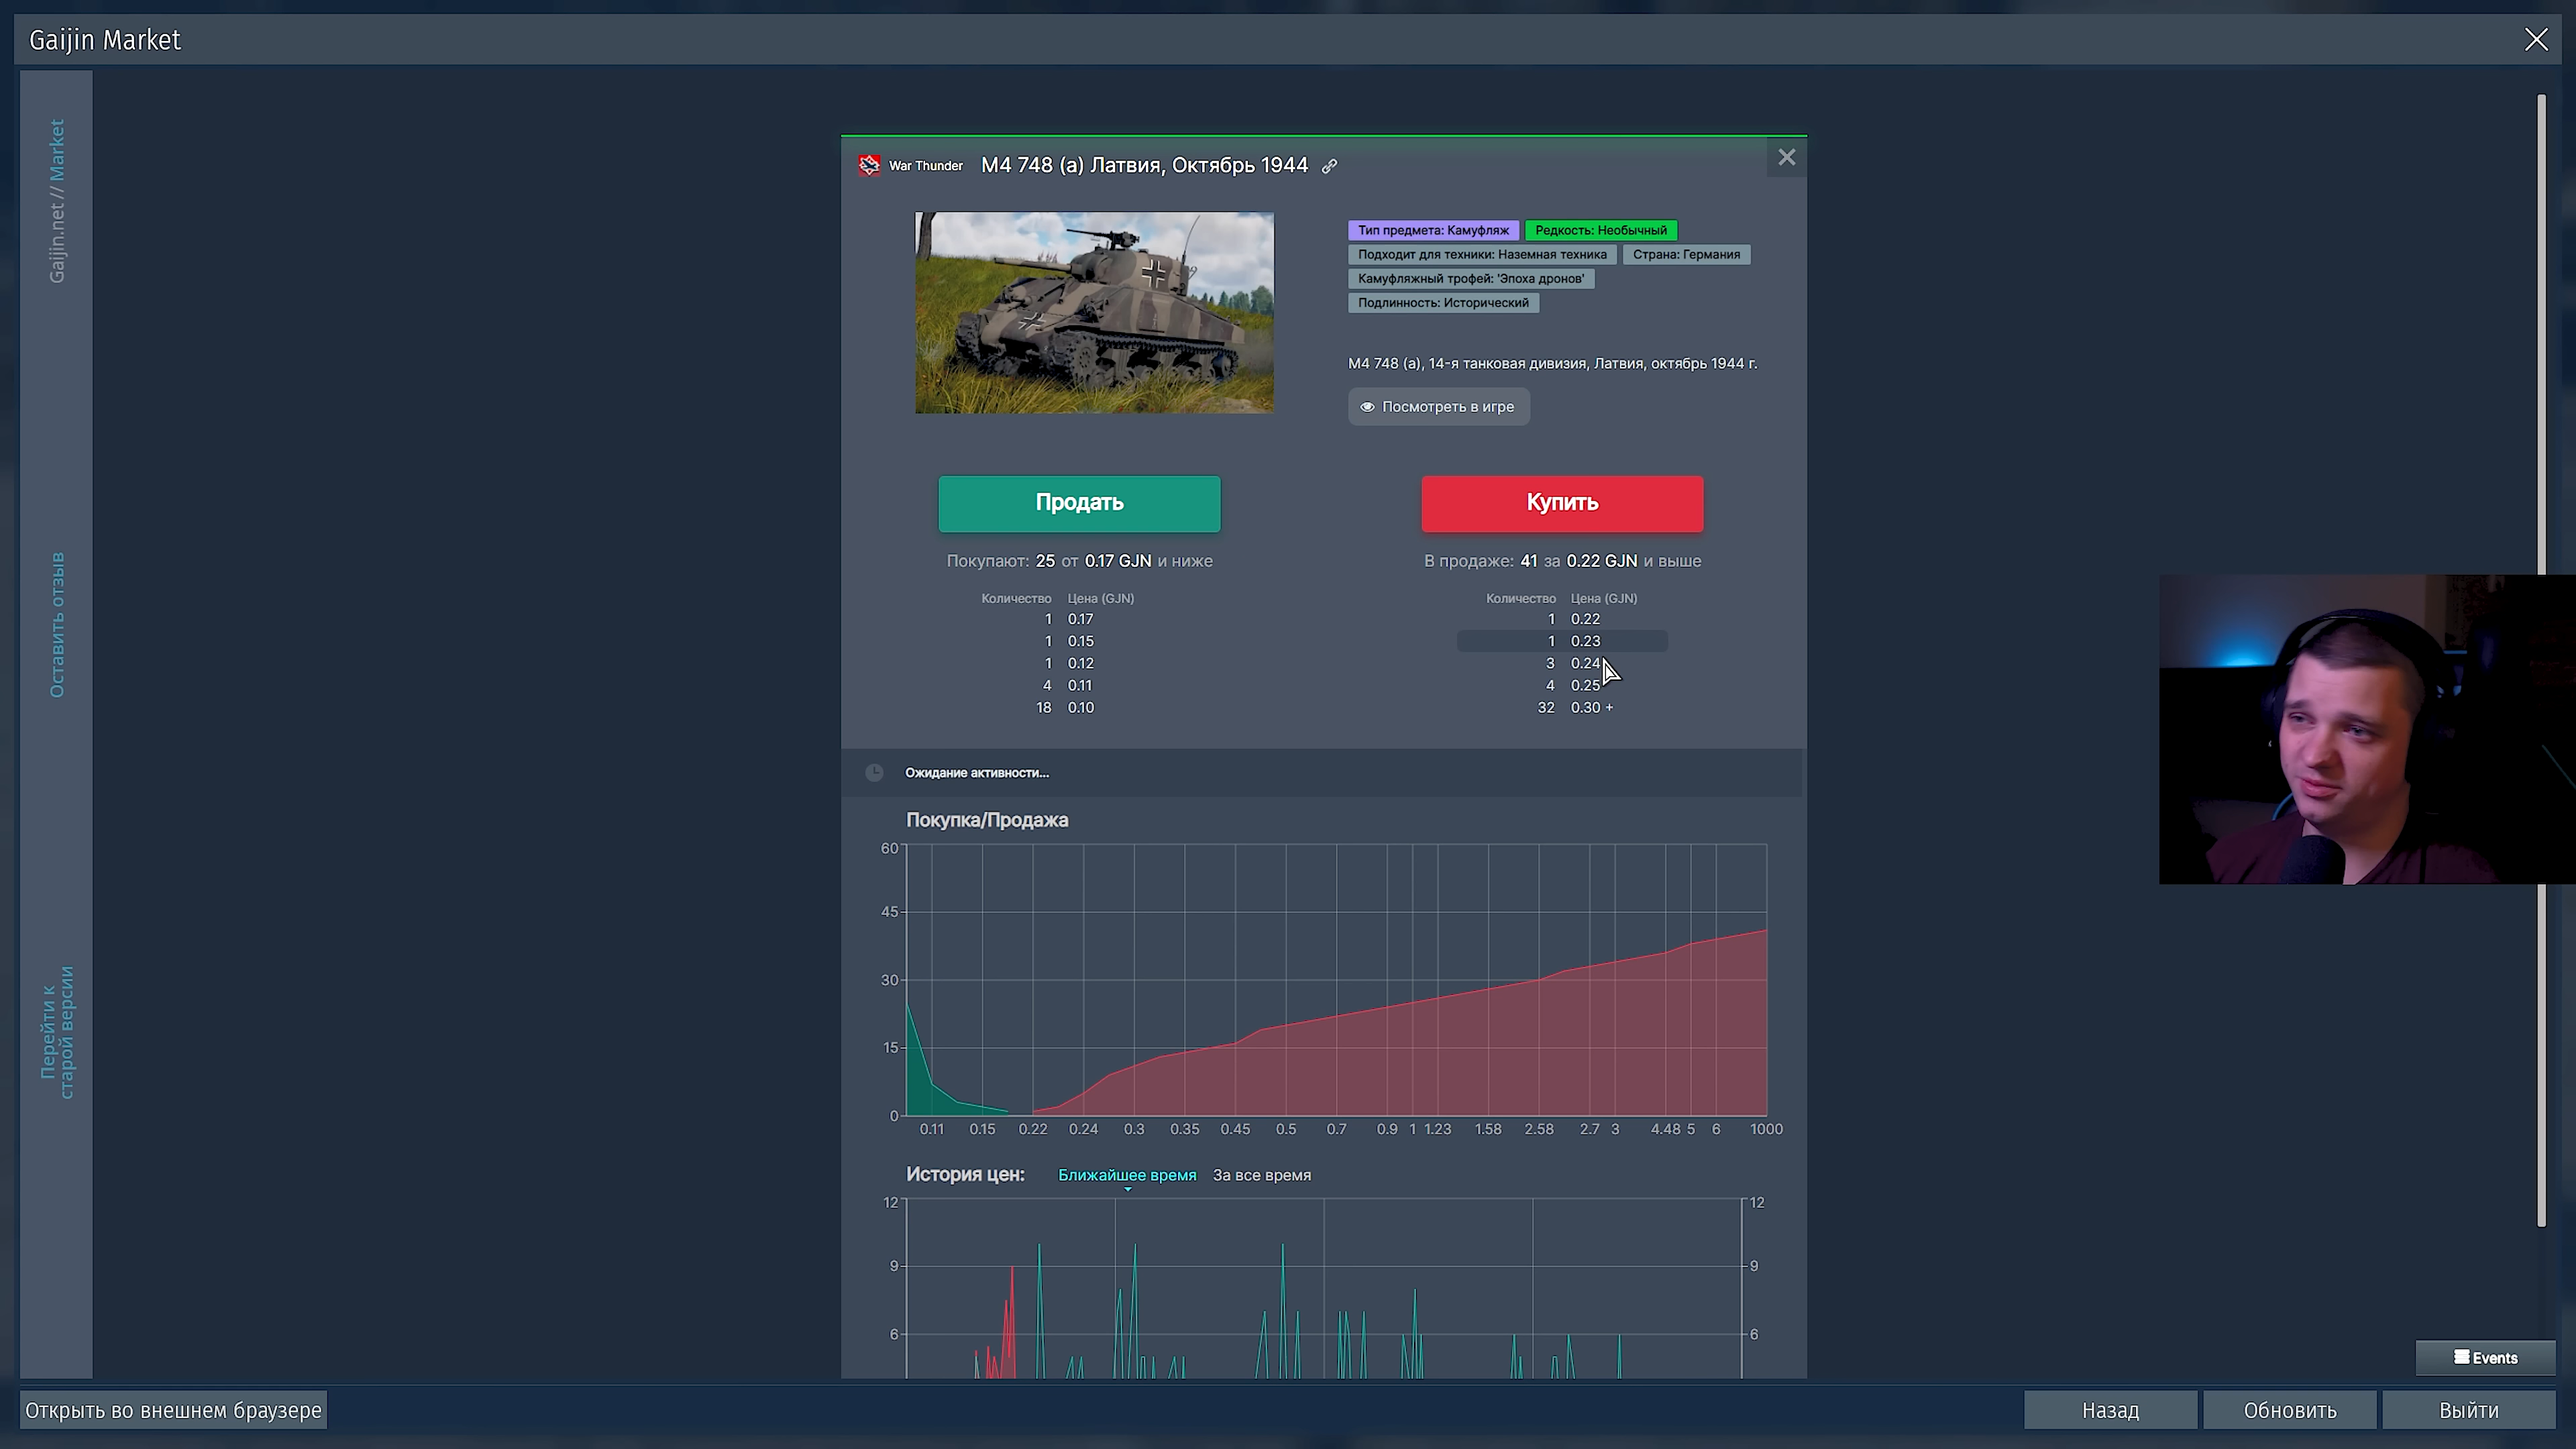 Gaijin Market
Gaijin.net // Market
Оставить отзыв
Перейти к
старой версии
War Thunder
М4 748 (a) Латвия, Октябрь 1944
Тип предмета: Камуфляж
Редкость: Необычный
Подходит для техники: Наземная техника
Страна: Германия
Камуфляжный трофей: 'Эпоха дронов'
Подлинность: Исторический
М4 748 (a), 14-я танковая дивизия, Латвия, октябрь 1944 г.
Посмотреть в игре
Продать
Купить
Покупают: 25 от 0.17 GJN и ниже
В продаже: 41 за 0.22 GJN и выше
Количество Цена (GJN)
1 0.17
1 0.15
1 0.12
4 0.11
18 0.10
Количество Цена (GJN)
1 0.22
1 0.23
3 0.24
4 0.25
32 0.30 +
Ожидание активности...
Покупка/Продажа
60
45
30
15
0
0.11 0.15 0.22 0.24 0.3 0.35 0.45 0.5 0.7 0.9 1 1.23 1.58 2.58 2.7 3 4.48 5 6 1000
История цен: Ближайшее время За все время
12 12
9 9
6 6
Events
Открыть во внешнем браузере
Назад
Обновить
Выйти